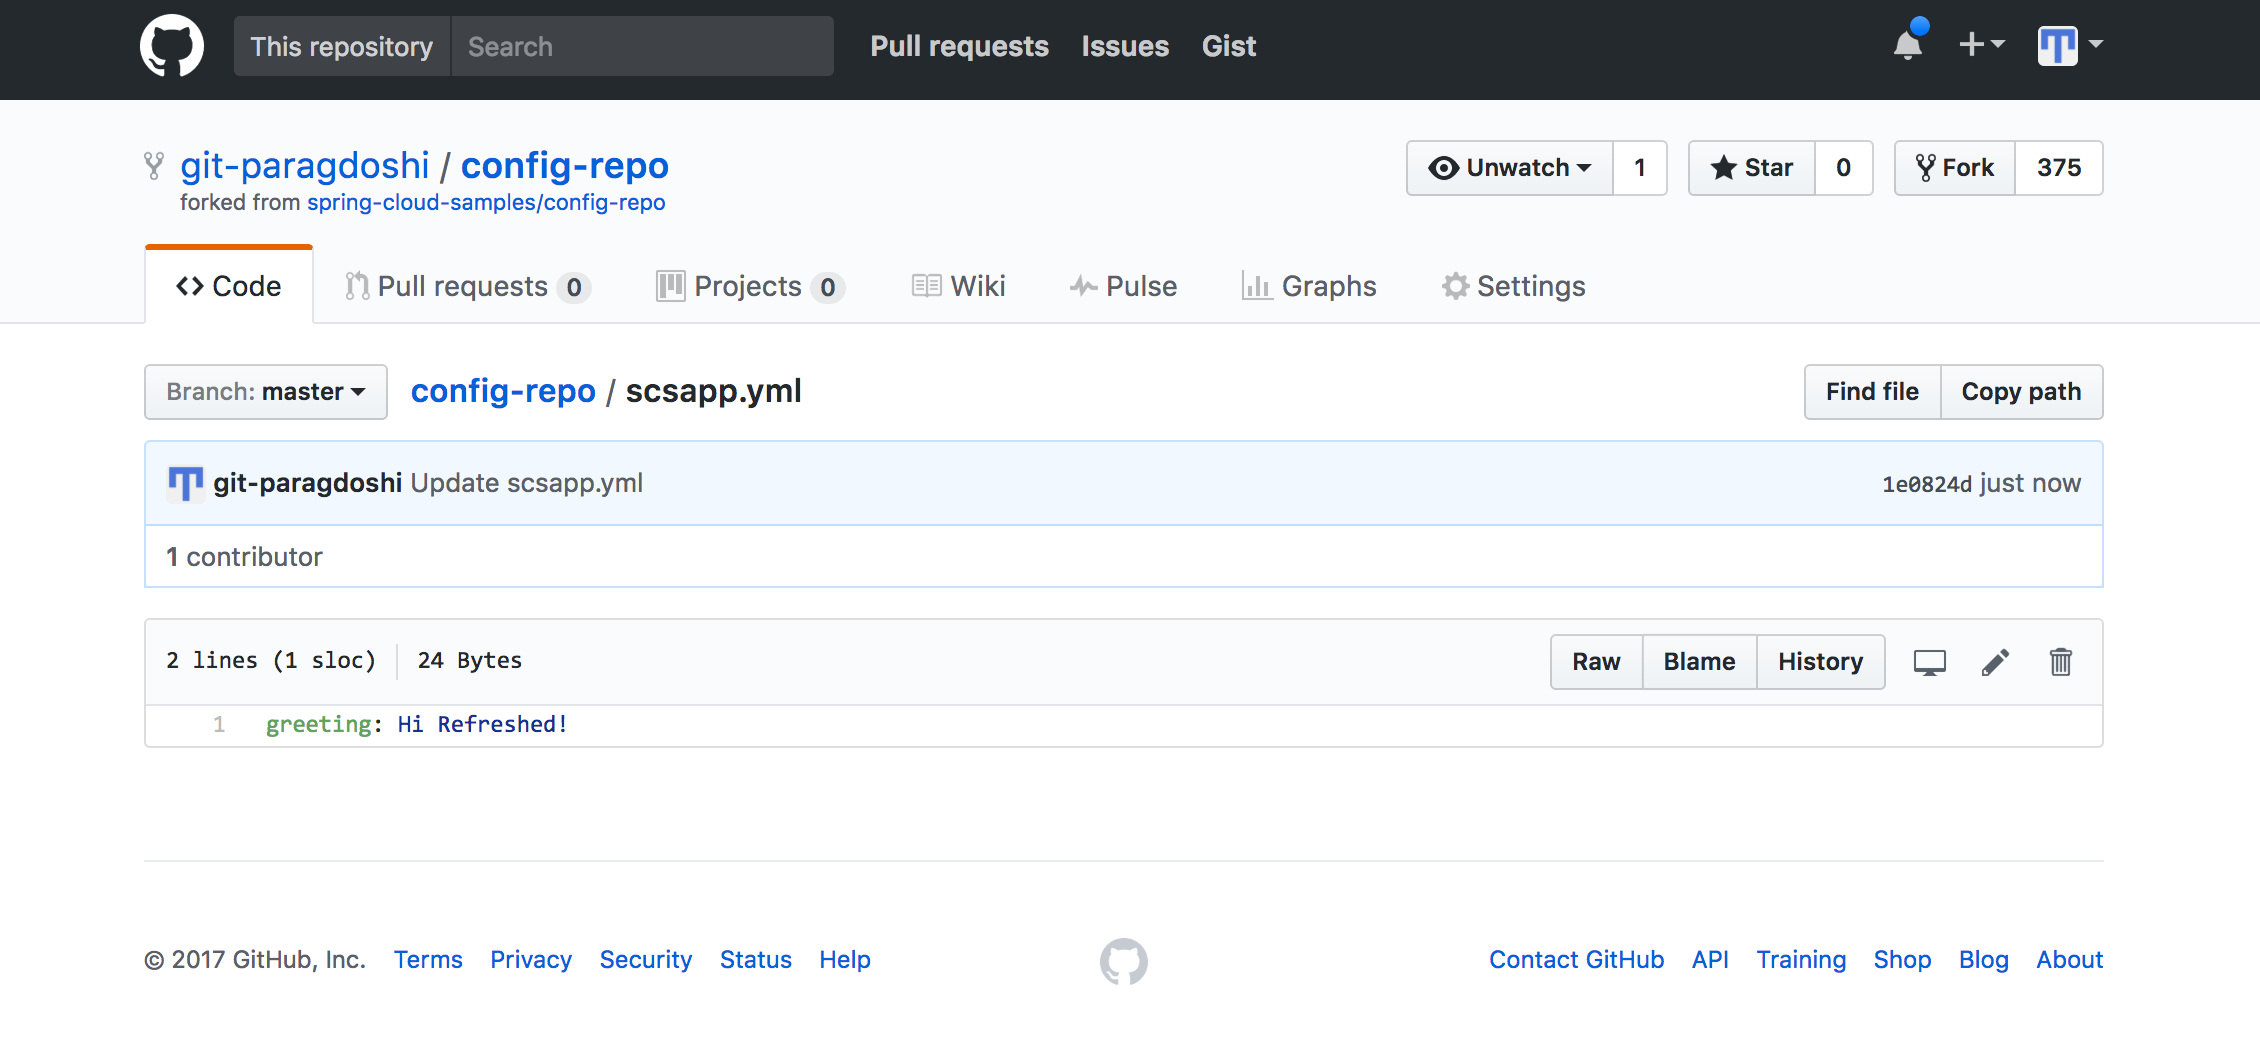 This repository Search Pull requests Issues Gist
git-paragdoshi / config-repo Unwatch 1 Star 0 Fork 375
forked from spring-cloud-samples/config-repo
Code Pull requests 0 Projects 0 Wiki Pulse Graphs Settings
Branch: master config-repo / scsapp.yml Find file Copy path
git-paragdoshi Update scsapp.yml 1e0824d just now
1 contributor
2 lines (1 sloc) 24 Bytes Raw Blame History
1 greeting: Hi Refreshed!
© 2017 GitHub, Inc. Terms Privacy Security Status Help Contact GitHub API Training Shop Blog About